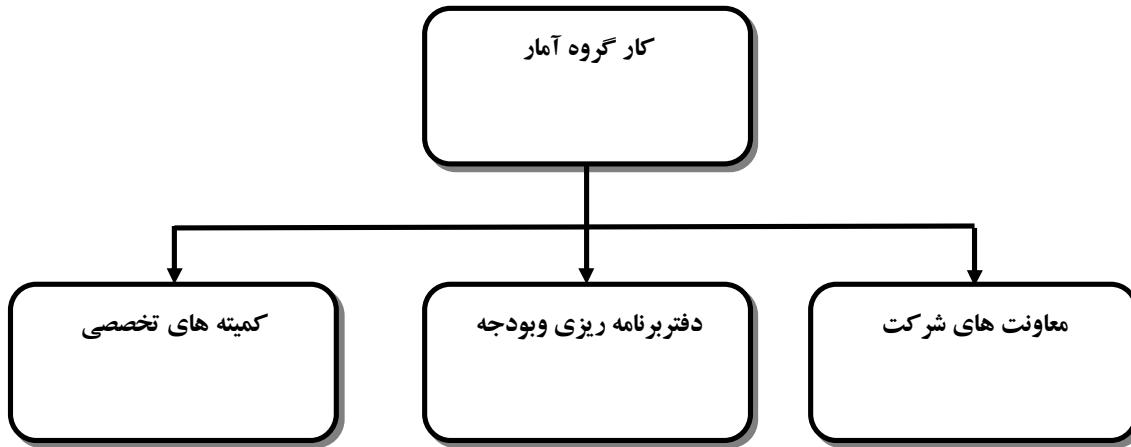 کار گروه آمار
معاونت های شرکت
دفتربرنامه ریزی وبودجه
کمیته های تخصصی